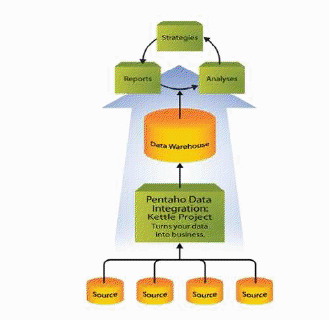 Strategies
Reports
Analyses
Data Warehouse
Pentaho Data
Integration:
Kettle Project
Turns your data
into business.
Source
Source
Source
Source